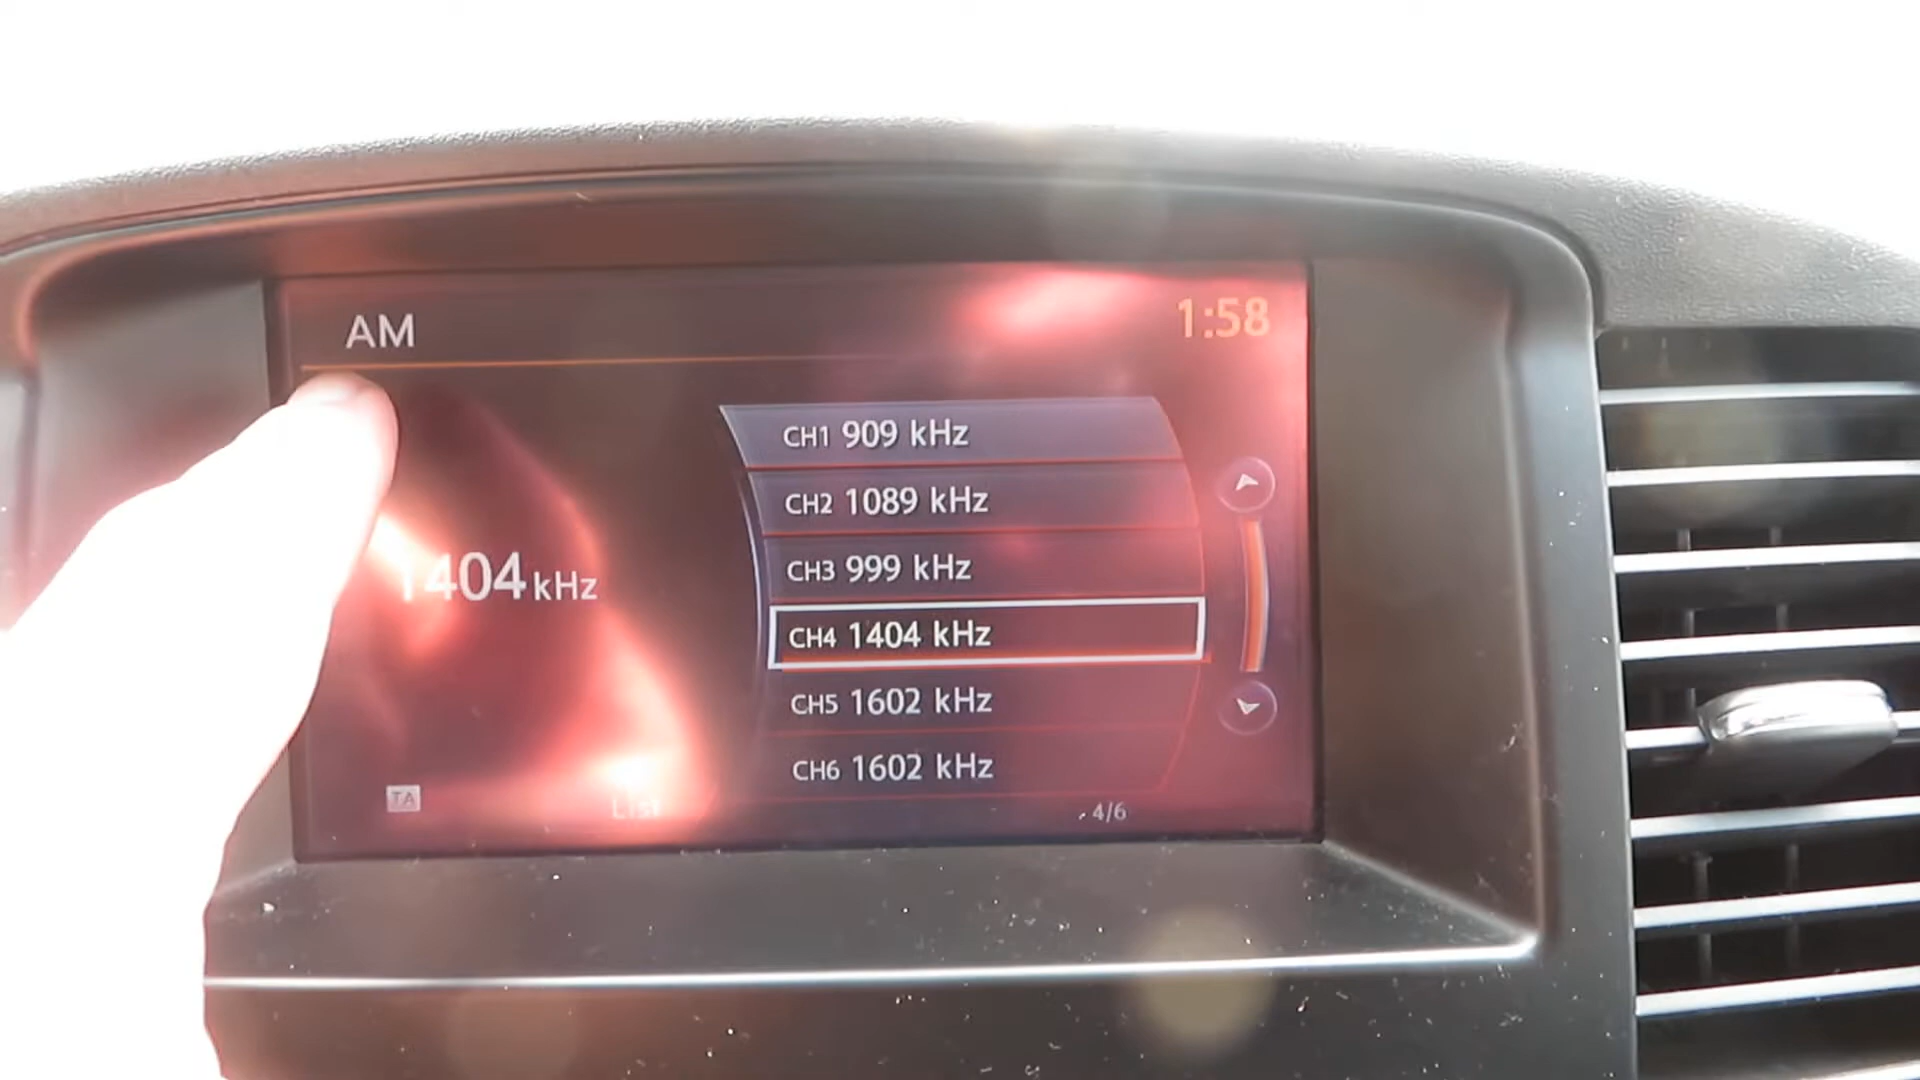 AM
1:58
1404 kHz
CH1 909 kHz
CH2 1089 kHz
CH3 999 kHz
CH4 1404 kHz
CH5 1602 kHz
CH6 1602 kHz
TA
List
4/6